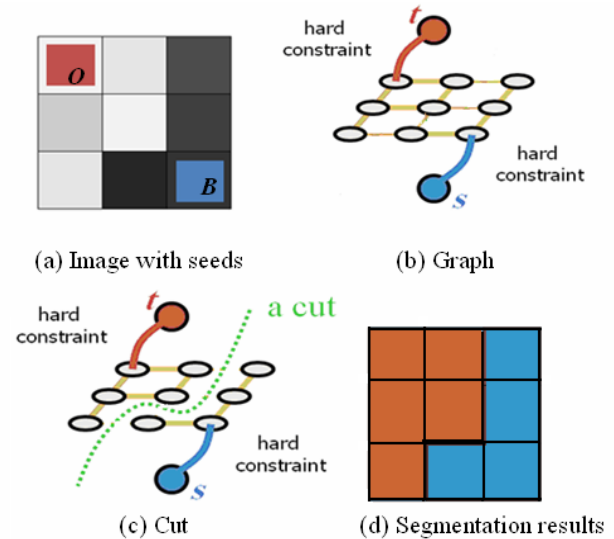 O
B
(a) Image with seeds
hard
constraint
t
hard
constraint
s
(b) Graph
hard
constraint
t
a cut
hard
constraint
s
(c) Cut
(d) Segmentation results